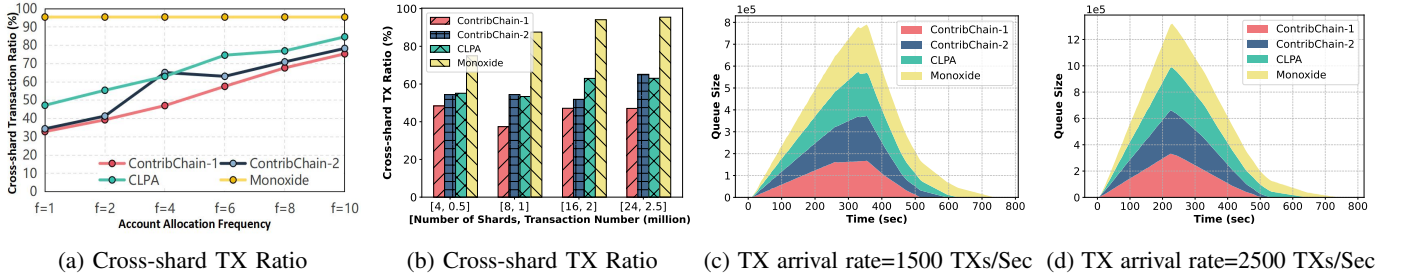 Cross-shard Transaction Ratio (%)
100
90
80
70
60
50
40
30
20
10
0
ContribChain-1
ContribChain-2
CLPA
Monoxide
f=1
f=2
f=4
f=6
f=8
f=10
Account Allocation Frequency
(a) Cross-shard TX Ratio
Cross-shard TX Ratio (%)
100
80
60
40
20
0
ContribChain-1
ContribChain-2
CLPA
Monoxide
[4, 0.5]
[8, 1]
[16, 2]
[24, 2.5]
[Number of Shards, Transaction Number (million)
(b) Cross-shard TX Ratio
1e5
Queue Size
8
7
6
5
4
3
2
1
0
ContribChain-1
ContribChain-2
CLPA
Monoxide
0 100 200 300 400 500 600 700 800
Time (sec)
(c) TX arrival rate=1500 TXs/Sec
1e5
Queue Size
12
10
8
6
4
2
0
ContribChain-1
ContribChain-2
CLPA
Monoxide
0 100 200 300 400 500 600 700 800
Time (sec)
(d) TX arrival rate=2500 TXs/Sec